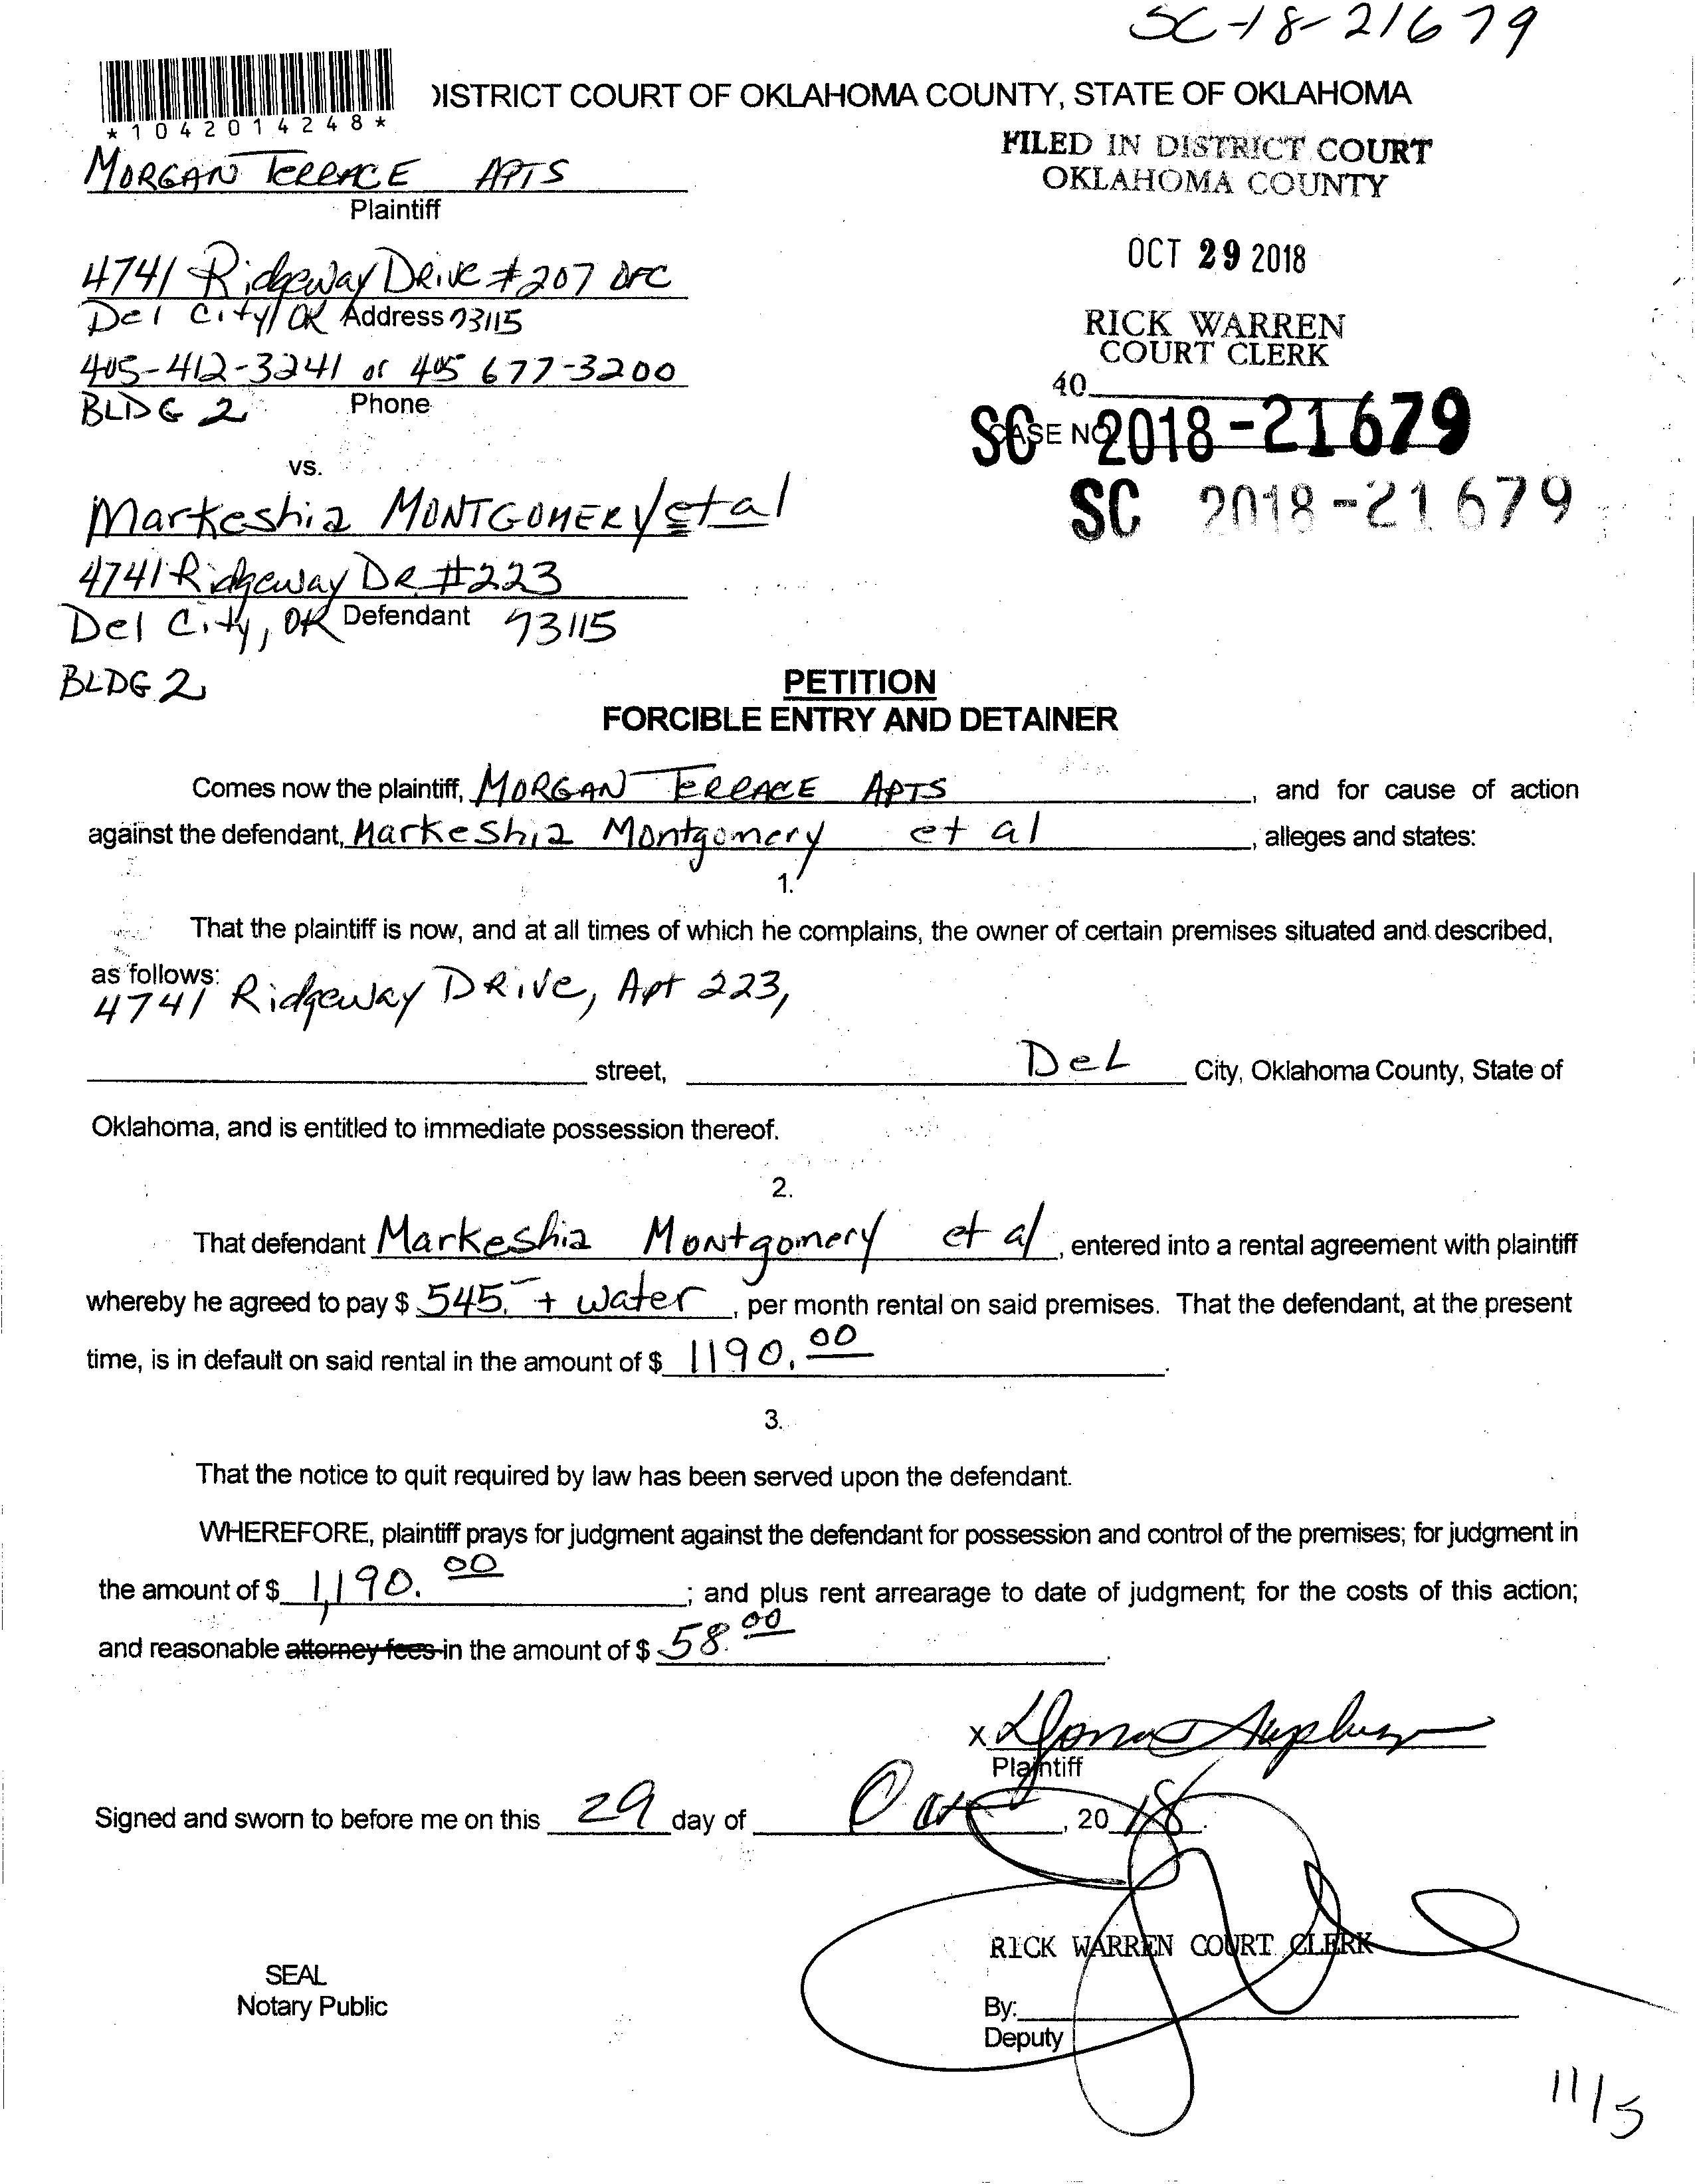 SC-18-21679
*1042014248*
DISTRICT COURT OF OKLAHOMA COUNTY, STATE OF OKLAHOMA
FILED IN DISTRICT COURT
OKLAHOMA COUNTY
MORGAN TERRACE APTS
Plaintiff
OCT 29 2018
4741 Ridgeway Drive #207 OFC
Del City, OK Address 73115
RICK WARREN
COURT CLERK
405-412-3241 or 405 677-3200
40
BLDG 2 Phone
CASE NO.
SC 2018-21679
vs.
SC 2018-21679
Markeshia MONTGOMERY et al
4741 Ridgeway DR #223
Del City, OK Defendant 73115
BLDG 2
PETITION
FORCIBLE ENTRY AND DETAINER
Comes now the plaintiff, MORGAN TERRACE APTS, and for cause of action
against the defendant, Markeshia Montgomery et al, alleges and states:
1.
That the plaintiff is now, and at all times of which he complains, the owner of certain premises situated and described,
as follows:
4741 Ridgeway DRive, Apt 223,
street, DeL City, Oklahoma County, State of
Oklahoma, and is entitled to immediate possession thereof.
2.
That defendant Markeshia Montgomery et al, entered into a rental agreement with plaintiff
whereby he agreed to pay $ 545.- + water, per month rental on said premises. That the defendant, at the present
time, is in default on said rental in the amount of $ 1190.00.
3.
That the notice to quit required by law has been served upon the defendant.
WHEREFORE, plaintiff prays for judgment against the defendant for possession and control of the premises; for judgment in
the amount of $ 1,190.00; and plus rent arrearage to date of judgment; for the costs of this action;
and reasonable attorney fees in the amount of $ 58.00.
X
Plaintiff
Signed and sworn to before me on this 29 day of Oct, 2018.
RICK WARREN COURT CLERK
SEAL
Notary Public
By:
Deputy
11/5